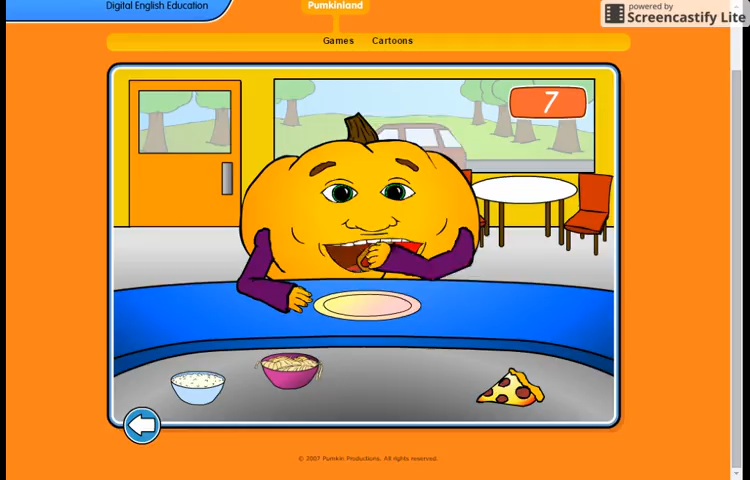 Digital English Education
Pumkinland
powered by
Screencastify Lite
Games Cartoons
7
© 2007 Pumkin Productions. All rights reserved.